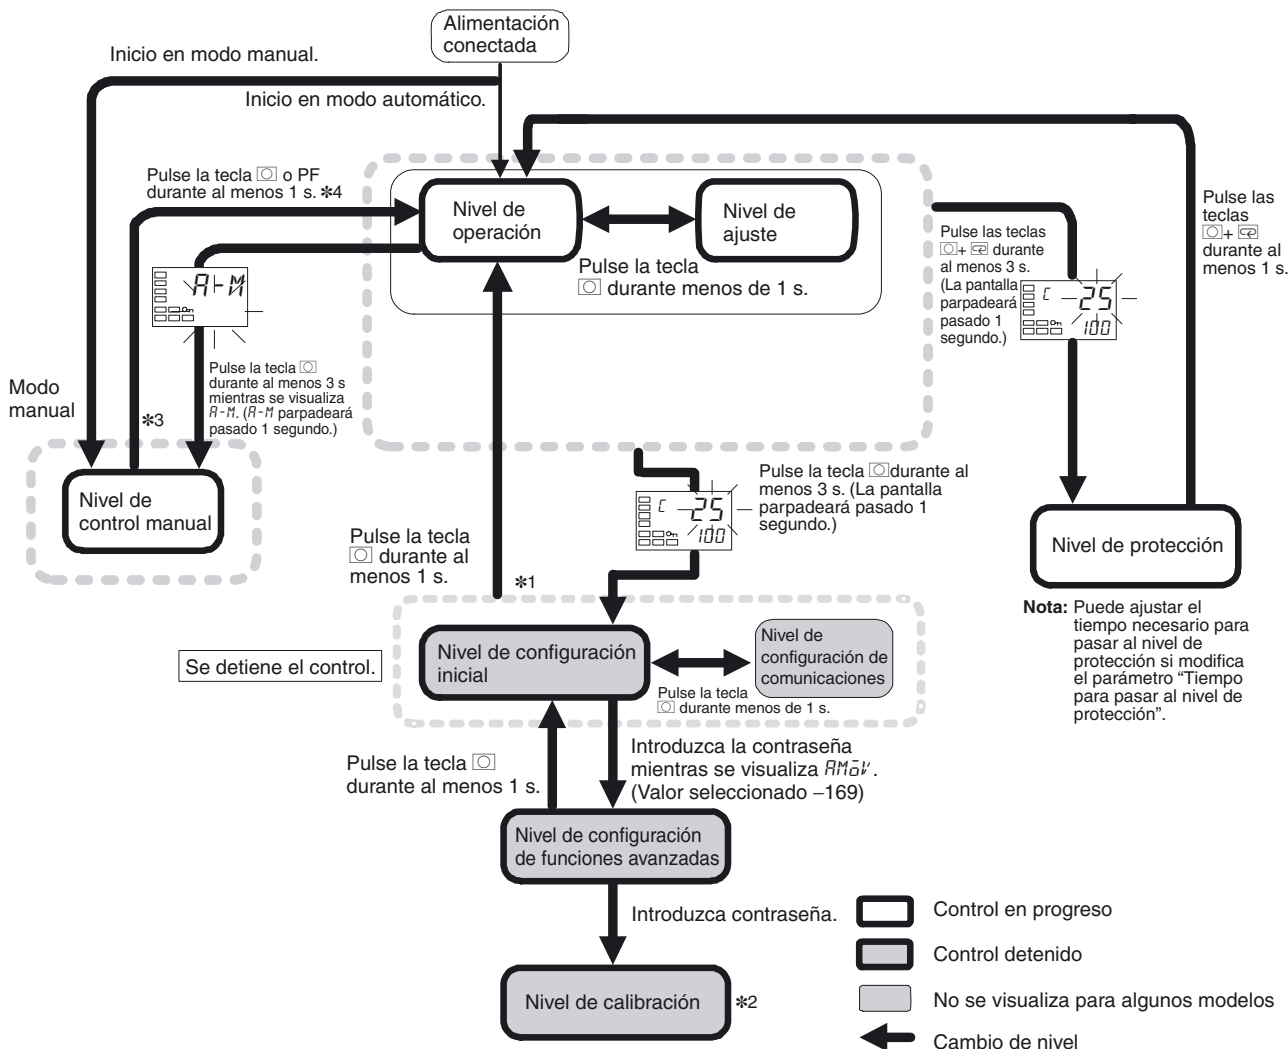 Alimentación
conectada
Inicio en modo manual.
Inicio en modo automático.
Pulse la tecla o PF
durante al menos 1 s. *4
Nivel de
operación
Nivel de
ajuste
Pulse la tecla
durante menos de 1 s.
Pulse las teclas
+ durante
al menos 3 s.
(La pantalla
parpadeará
pasado 1
segundo.)
C 25
100
Pulse las
teclas
+
durante al
menos 1 s.
A-M
Pulse la tecla
durante al menos 3 s
mientras se visualiza
A-M. (A-M parpadeará
pasado 1 segundo.)
Modo
manual
*3
Nivel de
control manual
Pulse la tecla durante al
menos 3 s. (La pantalla
parpadeará pasado 1
segundo.)
C 25
100
Pulse la tecla
durante al
menos 1 s.
*1
Nivel de protección
Nota: Puede ajustar el
tiempo necesario para
pasar al nivel de
protección si modifica
el parámetro “Tiempo
para pasar al nivel de
protección”.
Se detiene el control.
Nivel de configuración
inicial
Nivel de
configuración de
comunicaciones
Pulse la tecla
durante menos de 1 s.
Pulse la tecla
durante al menos 1 s.
Introduzca la contraseña
mientras se visualiza AMoV.
(Valor seleccionado –169)
Nivel de configuración
de funciones avanzadas
Introduzca contraseña.
Nivel de calibración
*2
Control en progreso
Control detenido
No se visualiza para algunos modelos
Cambio de nivel